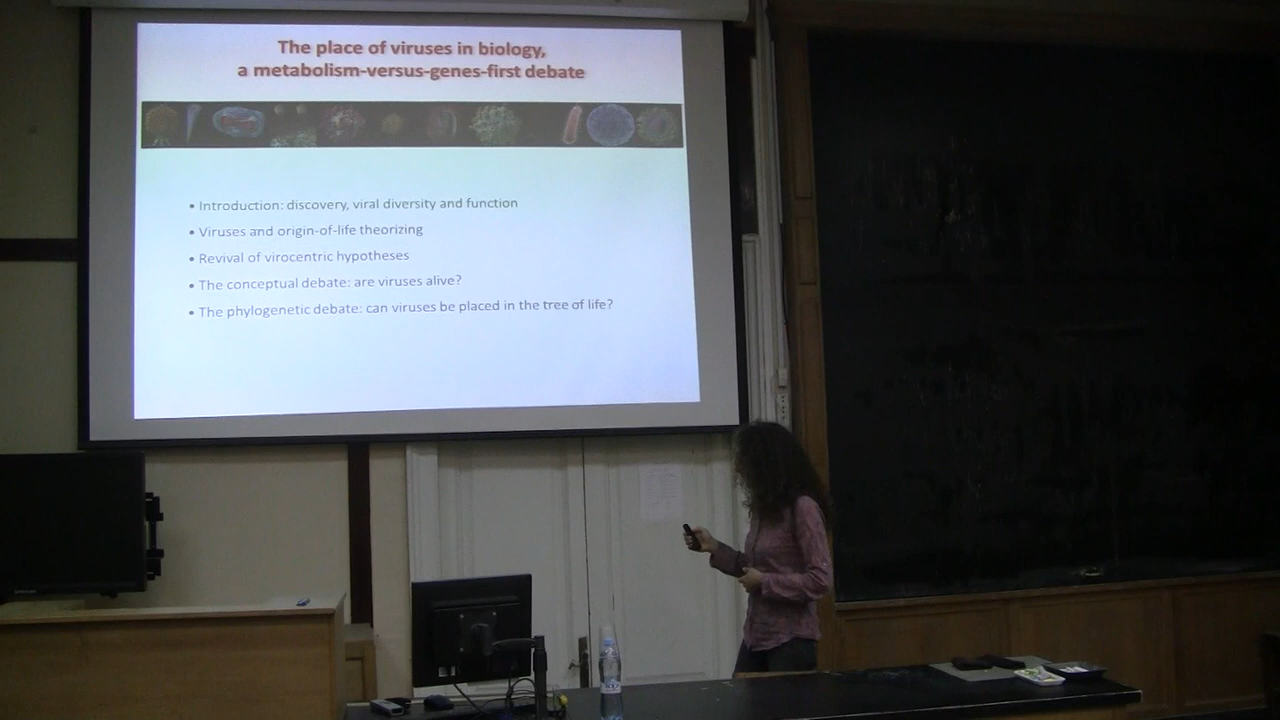 The place of viruses in biology,
a metabolism-versus-genes-first debate
• Introduction: discovery, viral diversity and function
• Viruses and origin-of-life theorizing
• Revival of virocentric hypotheses
• The conceptual debate: are viruses alive?
• The phylogenetic debate: can viruses be placed in the tree of life?